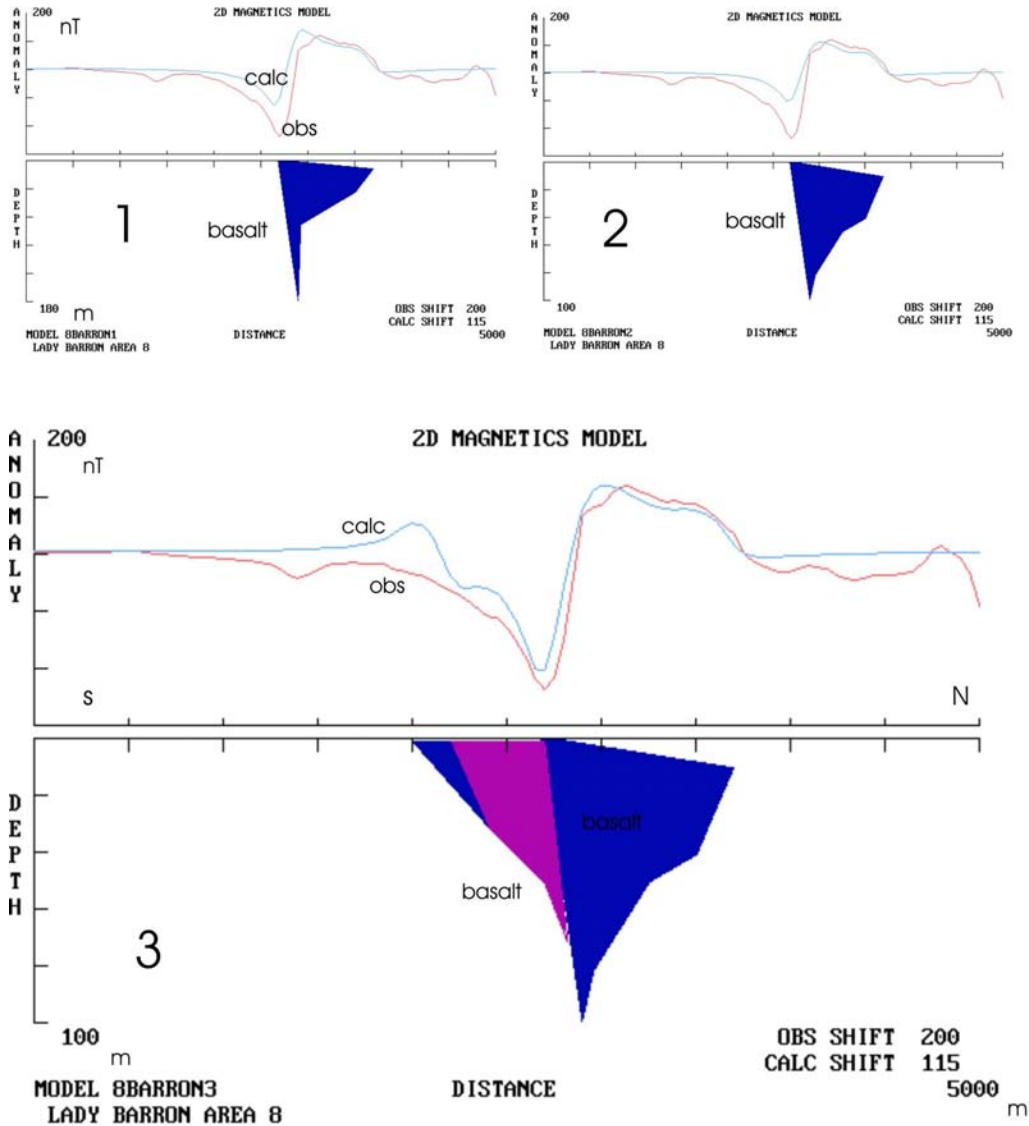 ANOMALY
200
nT
2D MAGNETICS MODEL
calc
obs
DEPTH
1
basalt
180
m
OBS SHIFT 200
CALC SHIFT 115
MODEL 8BARRON1
DISTANCE
5000
LADY BARRON AREA 8
ANOMALY
200
2D MAGNETICS MODEL
DEPTH
2
basalt
100
OBS SHIFT 200
CALC SHIFT 115
MODEL 8BARRON2
DISTANCE
5000
LADY BARRON AREA 8
ANOMALY
200
nT
2D MAGNETICS MODEL
calc
obs
s
N
DEPTH
basalt
basalt
3
100
m
OBS SHIFT 200
CALC SHIFT 115
MODEL 8BARRON3
DISTANCE
5000
m
LADY BARRON AREA 8